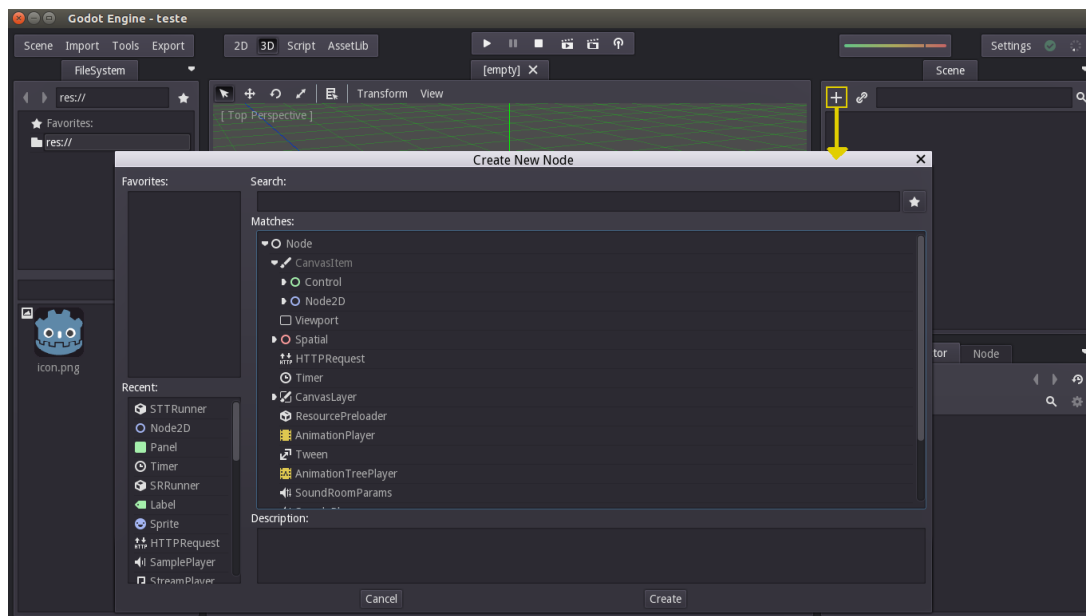 Godot Engine - teste
Scene Import Tools Export 2D 3D Script AssetLib Settings
FileSystem [empty] Scene
res:// Transform View
Favorites: [ Top Perspective ]
res://
Create New Node
Favorites: Search:
Matches:
Node
CanvasItem
Control
Node2D
Viewport
Spatial
HTTPRequest
Timer
CanvasLayer
ResourcePreloader
AnimationPlayer
Tween
AnimationTreePlayer
SoundRoomParams
icon.png
Recent:
STTRunner
Node2D
Panel
Timer
SRRunner
Label
Sprite
HTTPRequest
SamplePlayer
StreamPlayer
Description:
Cancel Create
tor Node